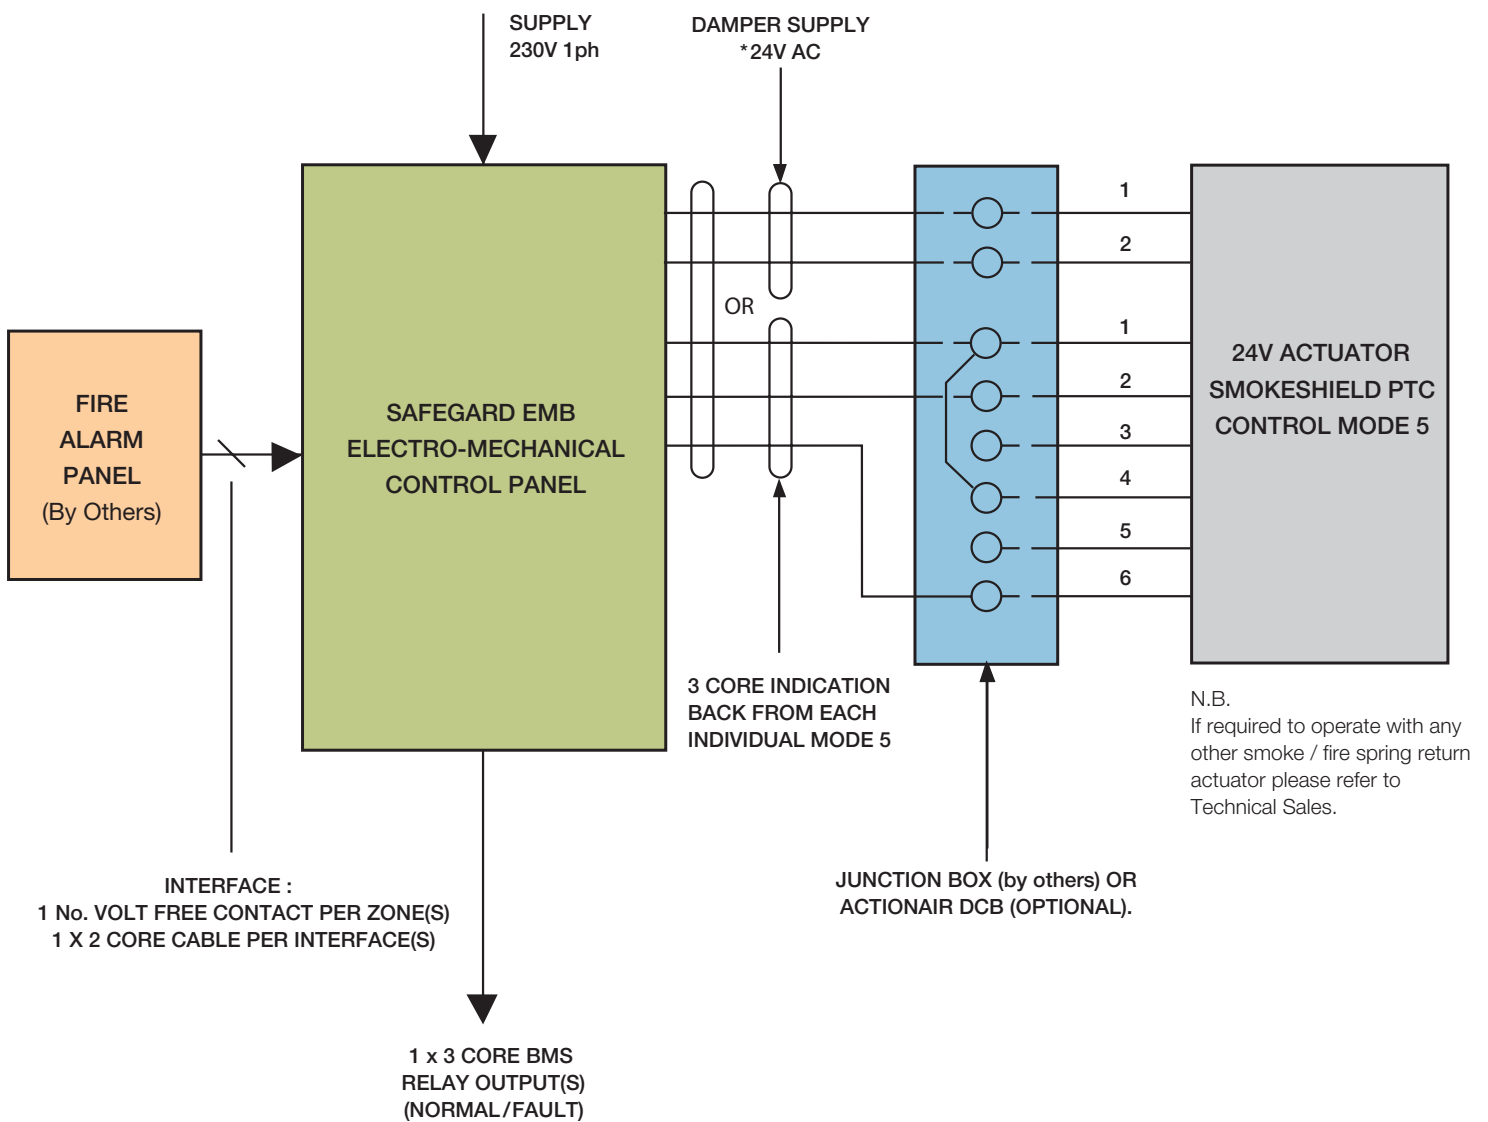 SUPPLY
230V 1ph
DAMPER SUPPLY
*24V AC
OR
FIRE
ALARM
PANEL
(By Others)
SAFEGARD EMB
ELECTRO-MECHANICAL
CONTROL PANEL
1
2
1
2
3
4
5
6
24V ACTUATOR
SMOKESHIELD PTC
CONTROL MODE 5
3 CORE INDICATION
BACK FROM EACH
INDIVIDUAL MODE 5
N.B.
If required to operate with any
other smoke / fire spring return
actuator please refer to
Technical Sales.
INTERFACE :
1 No. VOLT FREE CONTACT PER ZONE(S)
1 X 2 CORE CABLE PER INTERFACE(S)
JUNCTION BOX (by others) OR
ACTIONAIR DCB (OPTIONAL).
1 x 3 CORE BMS
RELAY OUTPUT(S)
(NORMAL/FAULT)